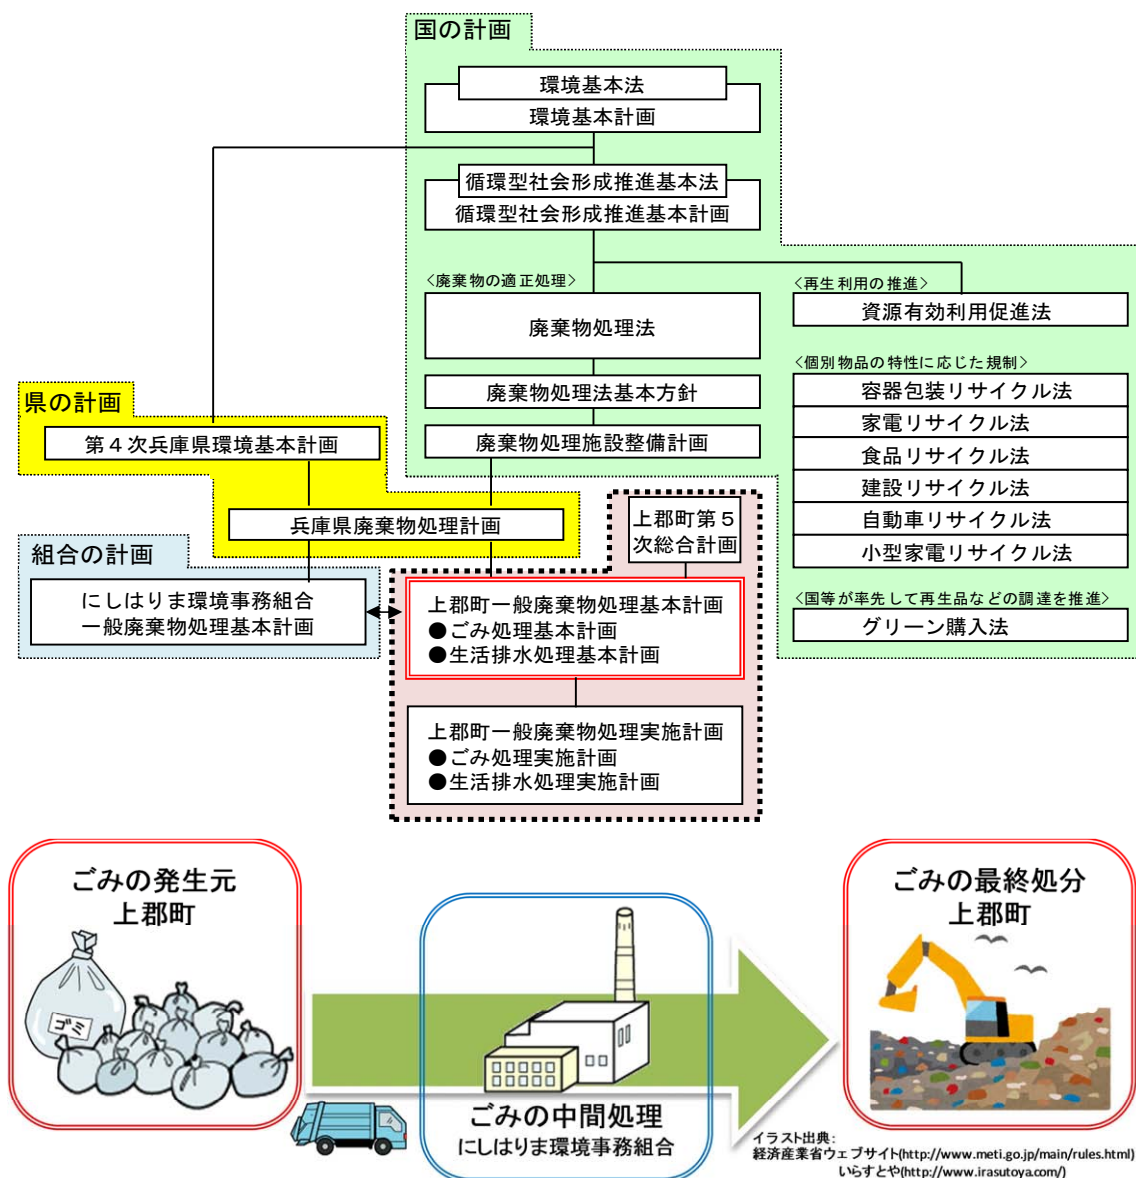 国の計画
環境基本法
環境基本計画
循環型社会形成推進基本法
循環型社会形成推進基本計画
〈廃棄物の適正処理〉
廃棄物処理法
廃棄物処理法基本方針
廃棄物処理施設整備計画
〈再生利用の推進〉
資源有効利用促進法
〈個別物品の特性に応じた規制〉
容器包装リサイクル法
家電リサイクル法
食品リサイクル法
建設リサイクル法
自動車リサイクル法
小型家電リサイクル法
〈国等が率先して再生品などの調達を推進〉
グリーン購入法
県の計画
第４次兵庫県環境基本計画
兵庫県廃棄物処理計画
組合の計画
にしはりま環境事務組合
一般廃棄物処理基本計画
上郡町第５
次総合計画
上郡町一般廃棄物処理基本計画
●ごみ処理基本計画
●生活排水処理基本計画
上郡町一般廃棄物処理実施計画
●ごみ処理実施計画
●生活排水処理実施計画
ごみの発生元
上郡町
ゴミ
ごみの中間処理
にしはりま環境事務組合
ごみの最終処分
上郡町
イラスト出典：
経済産業省ウェブサイト(http://www.meti.go.jp/main/rules.html)
いらすとや(http://www.irasutoya.com/)